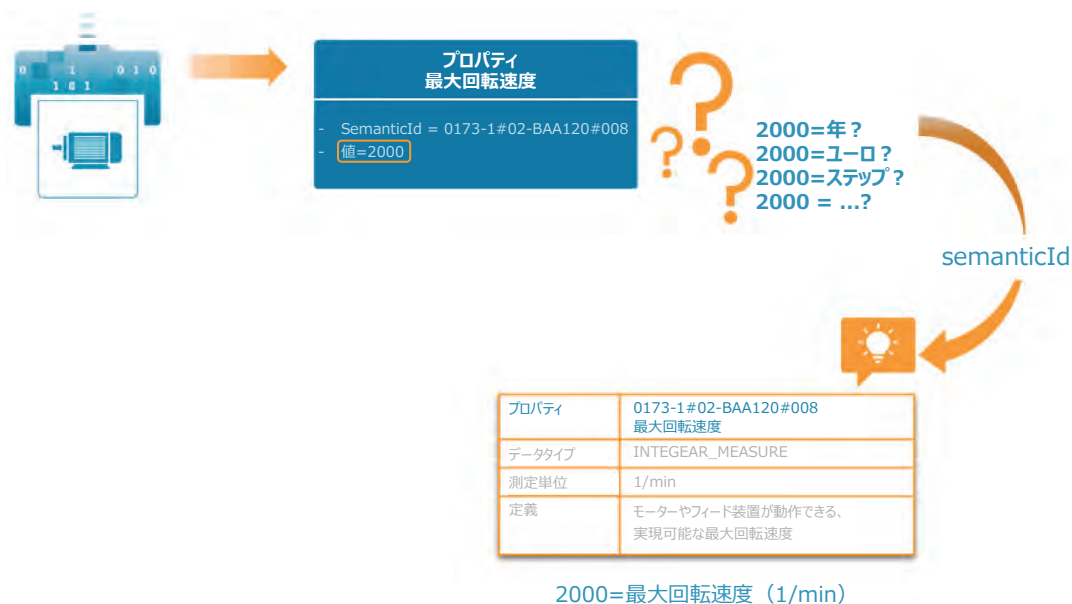 0 1 0 1 0
1 0 1
プロパティ
最大回転速度
- SemanticId = 0173-1#02-BAA120#008
- 値=2000
? ? ?
2000=年？
2000=ユーロ？
2000=ステップ？
2000 = ...?
semanticId
プロパティ 0173-1#02-BAA120#008
最大回転速度
データタイプ INTEGEAR_MEASURE
測定単位 1/min
定義 モーターやフィード装置が動作できる、
実現可能な最大回転速度
2000=最大回転速度（1/min）